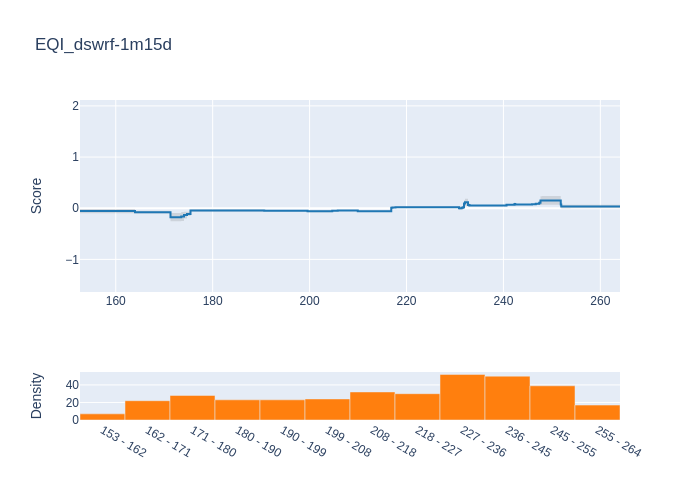 EQI_dswrf-1m15d
2
1
0
−1
Score
160
180
200
220
240
260
Density
40
20
0
153 - 162
162 - 171
171 - 180
180 - 190
190 - 199
199 - 208
208 - 218
218 - 227
227 - 236
236 - 245
245 - 255
255 - 264